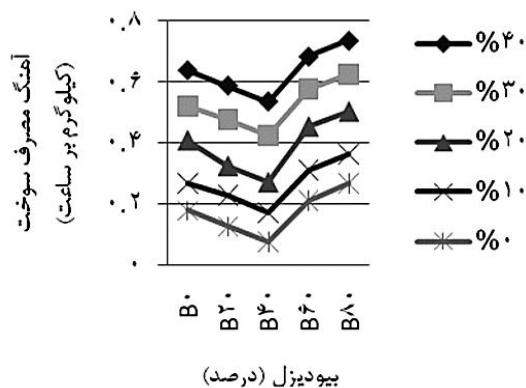 آهنگ مصرف سوخت
(کیلوگرم بر ساعت)
۰.۸
۰.۶
۰.۴
۰.۲
۰
B۰
B۲۰
B۴۰
B۶۰
B۸۰
بیودیزل (درصد)
%۴۰
%۳۰
%۲۰
%۱۰
%۰